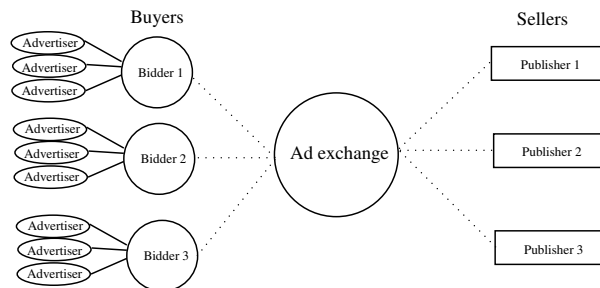 Buyers
Sellers
Advertiser
Advertiser
Advertiser
Bidder 1
Publisher 1
Advertiser
Advertiser
Advertiser
Bidder 2
Ad exchange
Publisher 2
Advertiser
Advertiser
Advertiser
Bidder 3
Publisher 3